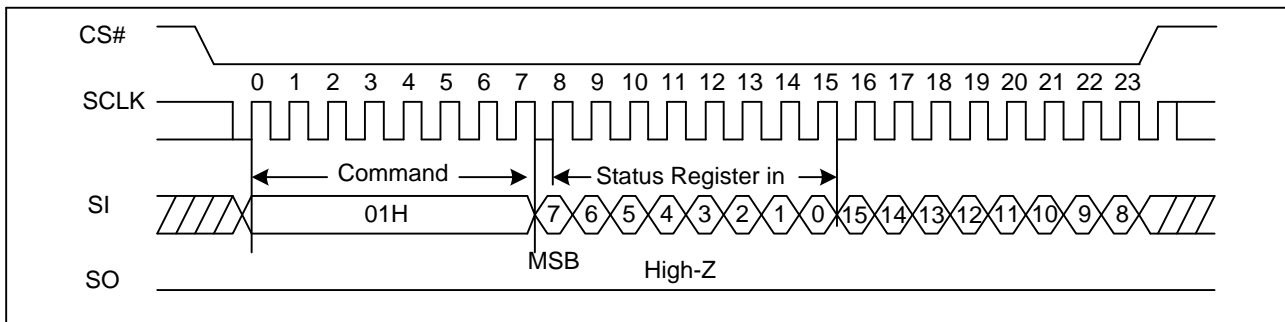 CS#
0 1 2 3 4 5 6 7 8 9 10 11 12 13 14 15 16 17 18 19 20 21 22 23
SCLK
Command Status Register in
SI 01H 7 6 5 4 3 2 1 0 15 14 13 12 11 10 9 8
MSB High-Z
SO